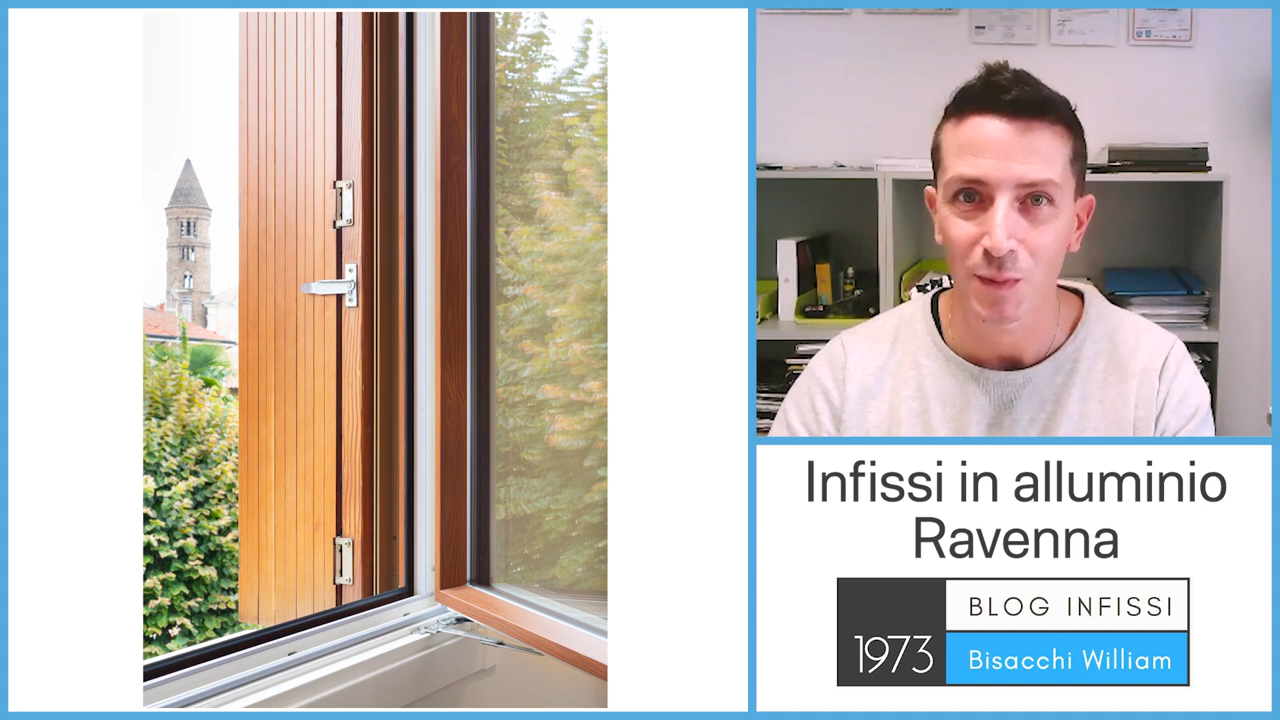 Infissi in alluminio
Ravenna
BLOG INFISSI
1973
Bisacchi William